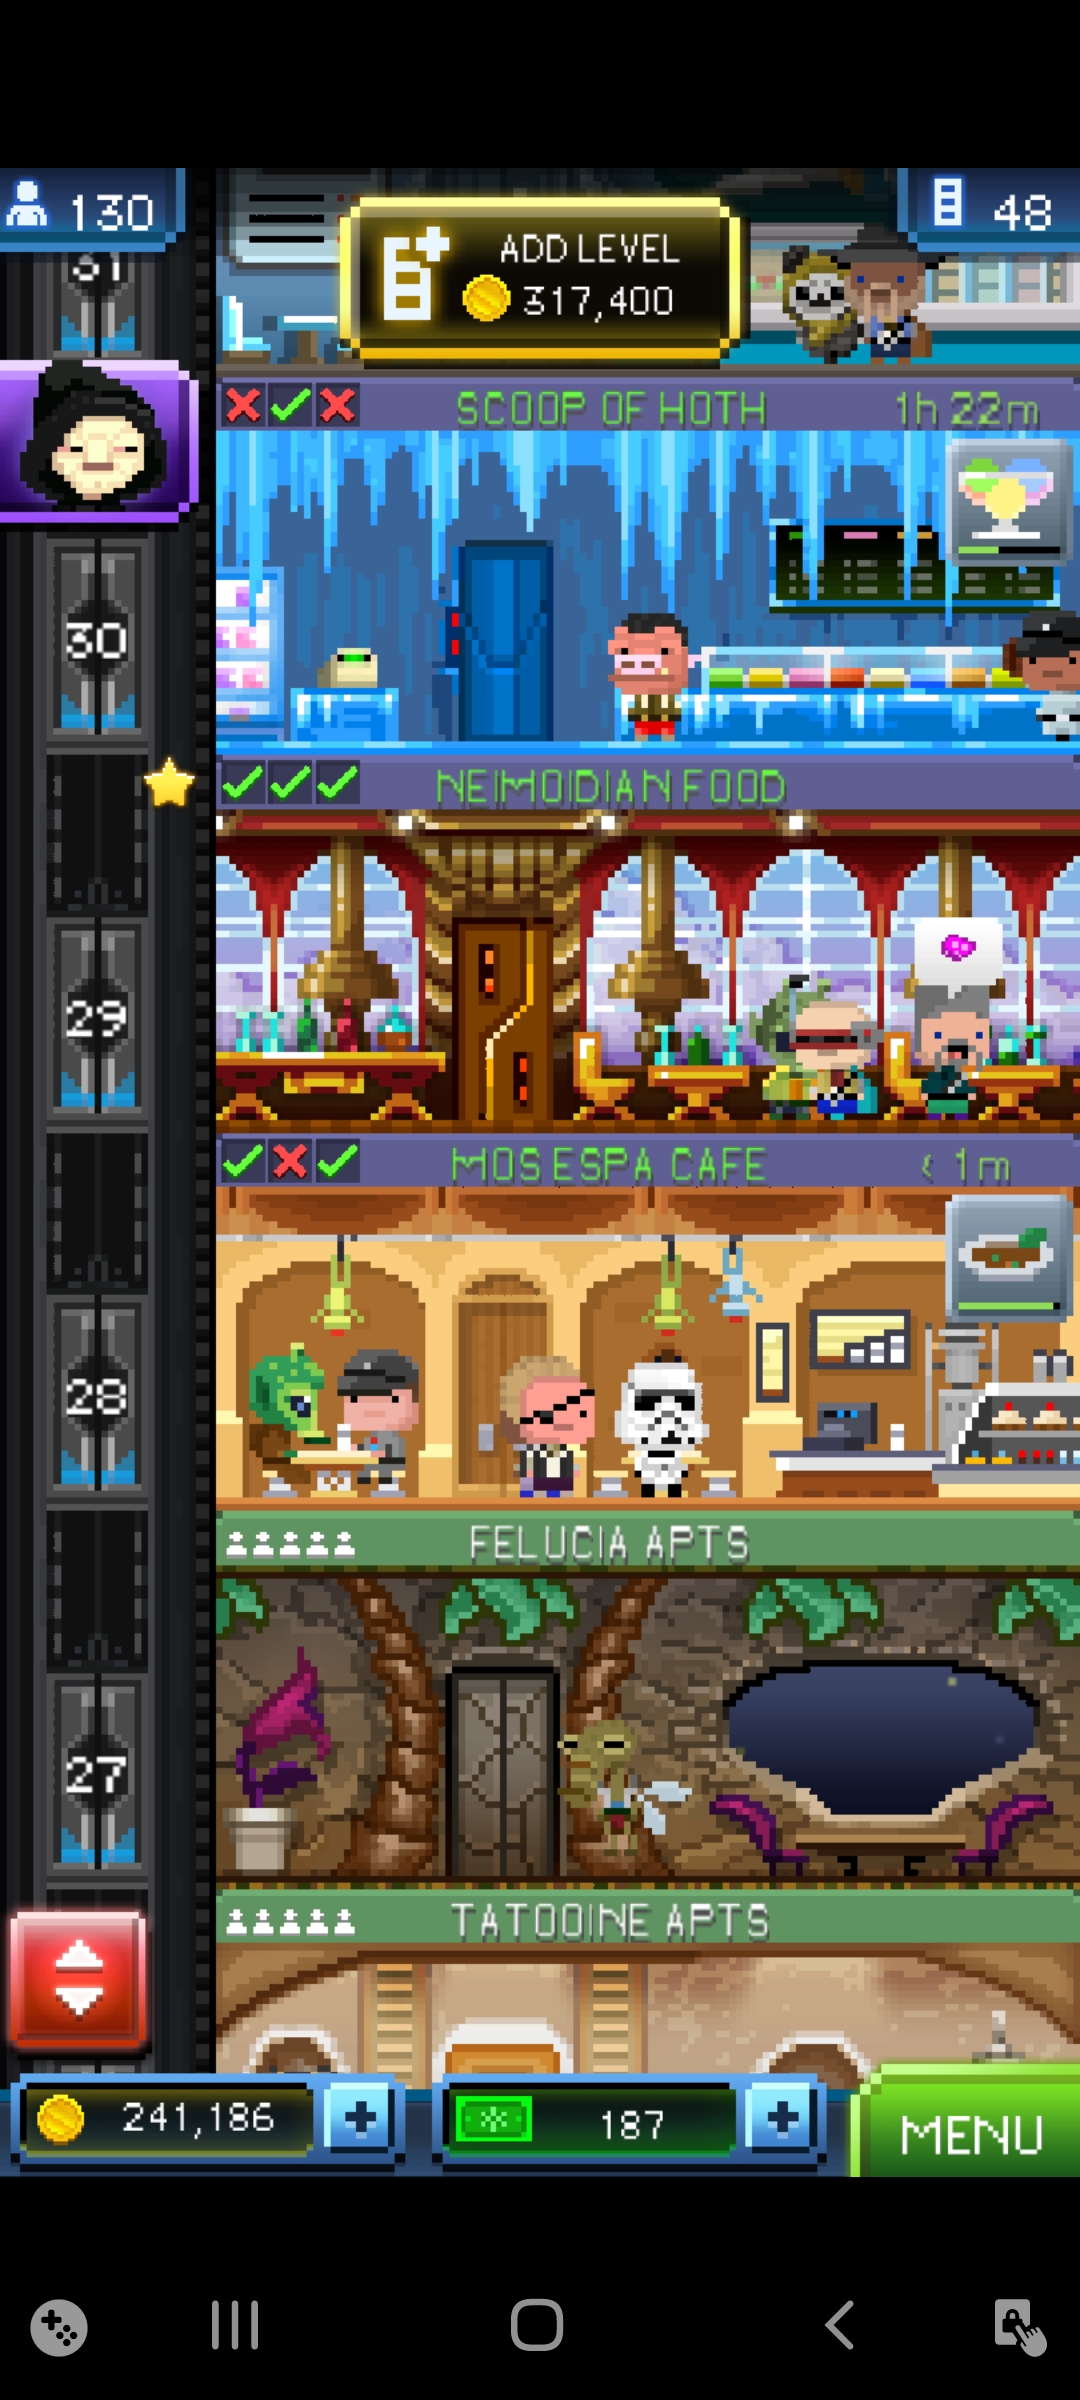 130
48
ADD LEVEL
317,400
31
SCOOP OF HOTH
1h 22m
30
NEIMOIDIAN FOOD
29
MOS ESPA CAFE
< 1m
28
FELUCIA APTS
27
TATOOINE APTS
241,186
187
MENU